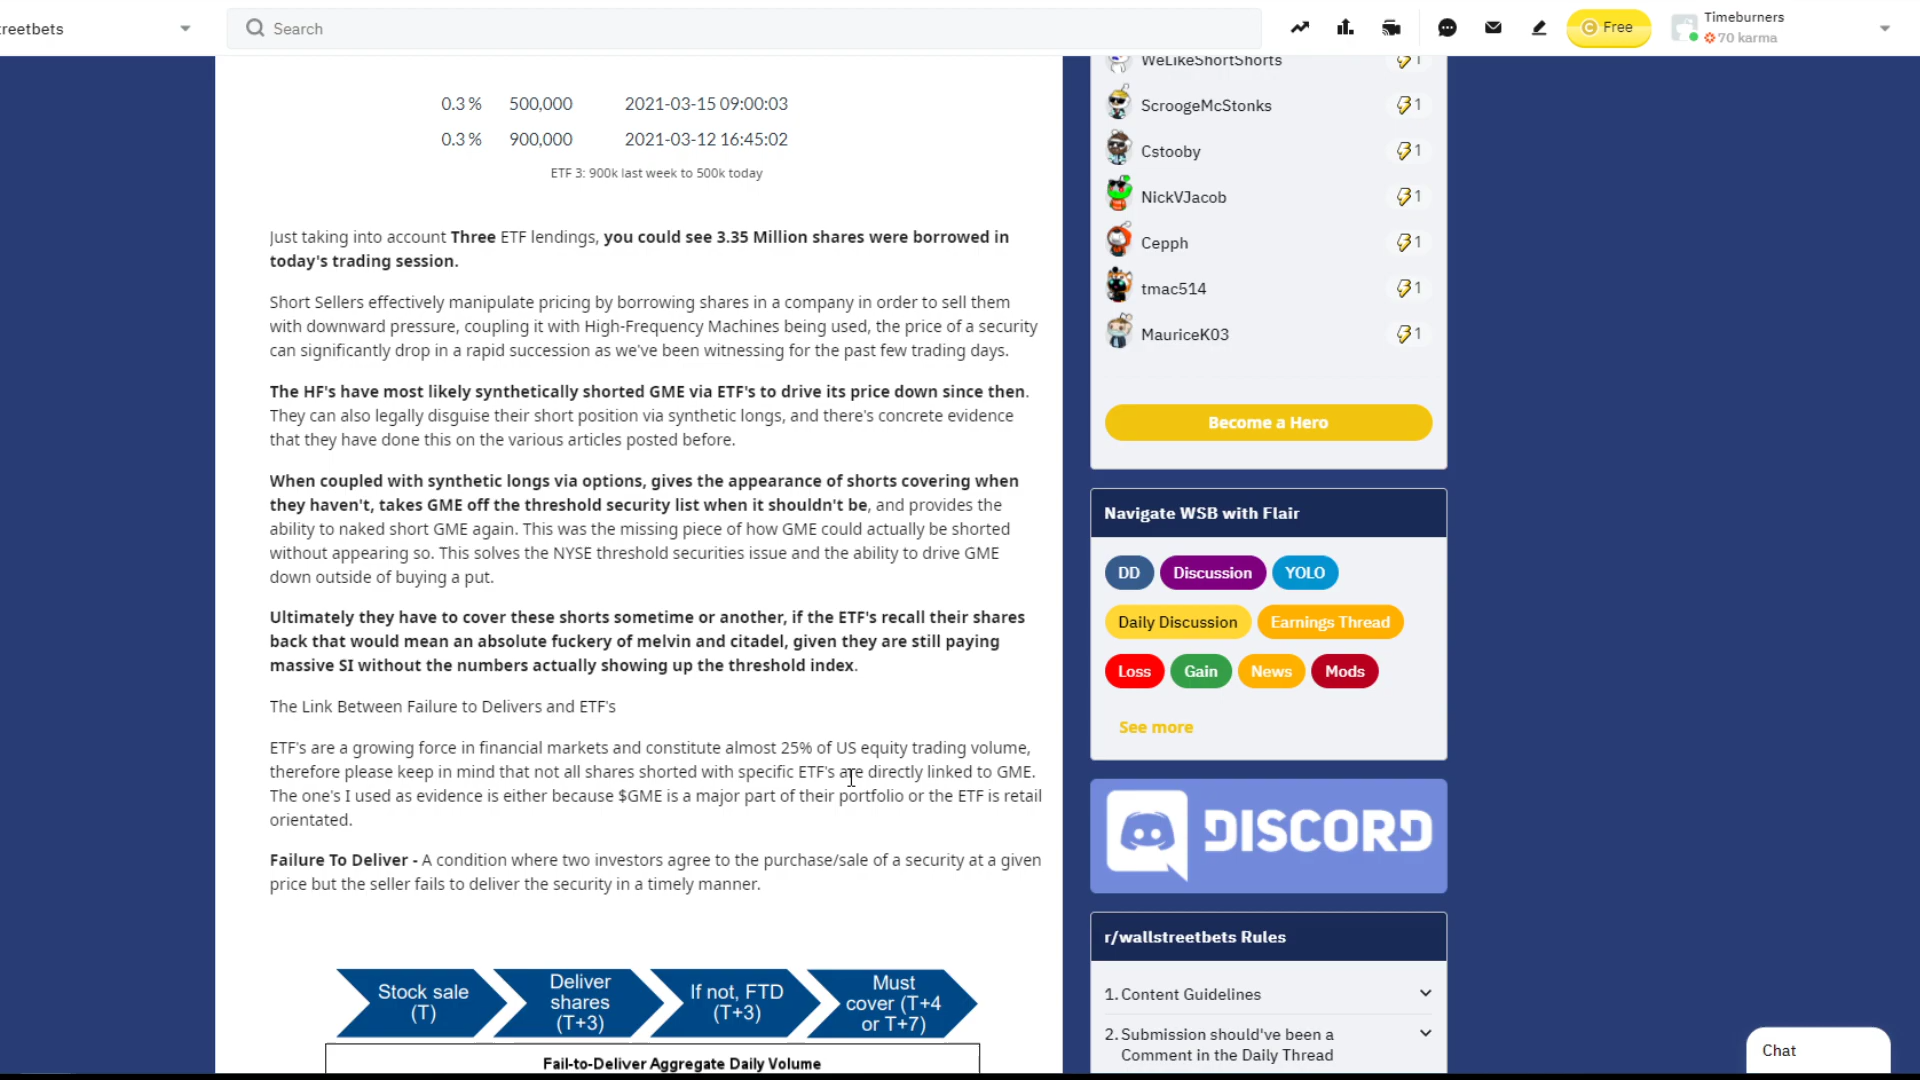 reetbets
Search
Free
Timeburners
70 karma
0.3 % 500,000 2021-03-15 09:00:03
0.3 % 900,000 2021-03-12 16:45:02
ETF 3: 900k last week to 500k today
Just taking into account Three ETF lendings, you could see 3.35 Million shares were borrowed in
today's trading session.
Short Sellers effectively manipulate pricing by borrowing shares in a company in order to sell them
with downward pressure, coupling it with High-Frequency Machines being used, the price of a security
can significantly drop in a rapid succession as we've been witnessing for the past few trading days.
The HF's have most likely synthetically shorted GME via ETF's to drive its price down since then.
They can also legally disguise their short position via synthetic longs, and there's concrete evidence
that they have done this on the various articles posted before.
When coupled with synthetic longs via options, gives the appearance of shorts covering when
they haven't, takes GME off the threshold security list when it shouldn't be, and provides the
ability to naked short GME again. This was the missing piece of how GME could actually be shorted
without appearing so. This solves the NYSE threshold securities issue and the ability to drive GME
down outside of buying a put.
Ultimately they have to cover these shorts sometime or another, if the ETF's recall their shares
back that would mean an absolute fuckery of melvin and citadel, given they are still paying
massive SI without the numbers actually showing up the threshold index.
The Link Between Failure to Delivers and ETF's
ETF's are a growing force in financial markets and constitute almost 25% of US equity trading volume,
therefore please keep in mind that not all shares shorted with specific ETF's are directly linked to GME.
The one's I used as evidence is either because $GME is a major part of their portfolio or the ETF is retail
orientated.
Failure To Deliver - A condition where two investors agree to the purchase/sale of a security at a given
price but the seller fails to deliver the security in a timely manner.
Stock sale
(T)
Deliver
shares
(T+3)
If not, FTD
(T+3)
Must
cover (T+4
or T+7)
Fail-to-Deliver Aggregate Daily Volume
WeLikeShortShorts 1
ScroogeMcStonks 1
Cstooby 1
NickVJacob 1
Cepph 1
tmac514 1
MauriceK03 1
Become a Hero
Navigate WSB with Flair
DD Discussion YOLO
Daily Discussion Earnings Thread
Loss Gain News Mods
See more
DISCORD
r/wallstreetbets Rules
1. Content Guidelines
2. Submission should've been a
Comment in the Daily Thread
Chat